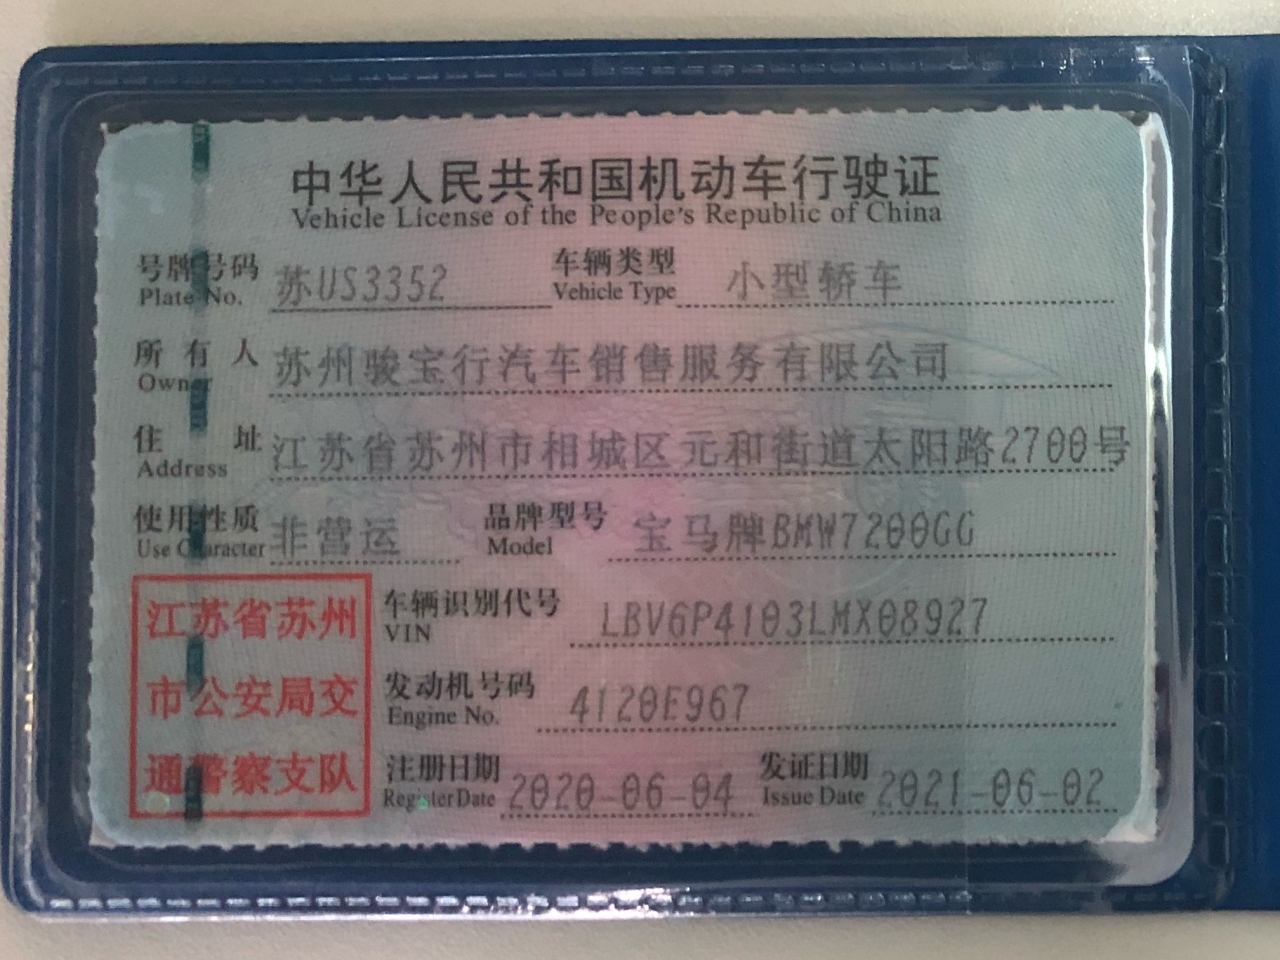 中华人民共和国机动车行驶证
Vehicle License of the People's Republic of China
号牌号码 苏US3352 车辆类型 小型轿车
Plate No. Vehicle Type
所有人 苏州骏宝行汽车销售服务有限公司
Owner
住址 江苏省苏州市相城区元和街道太阳路2700号
Address
使用性质 非营运 品牌型号 宝马牌BMW7200GG
Use Character Model
江苏省苏州
市公安局交
通警察支队
车辆识别代号 LBV6P4103LMX08927
VIN
发动机号码 4120E967
Engine No.
注册日期 2020-06-04 发证日期 2021-06-02
Register Date Issue Date